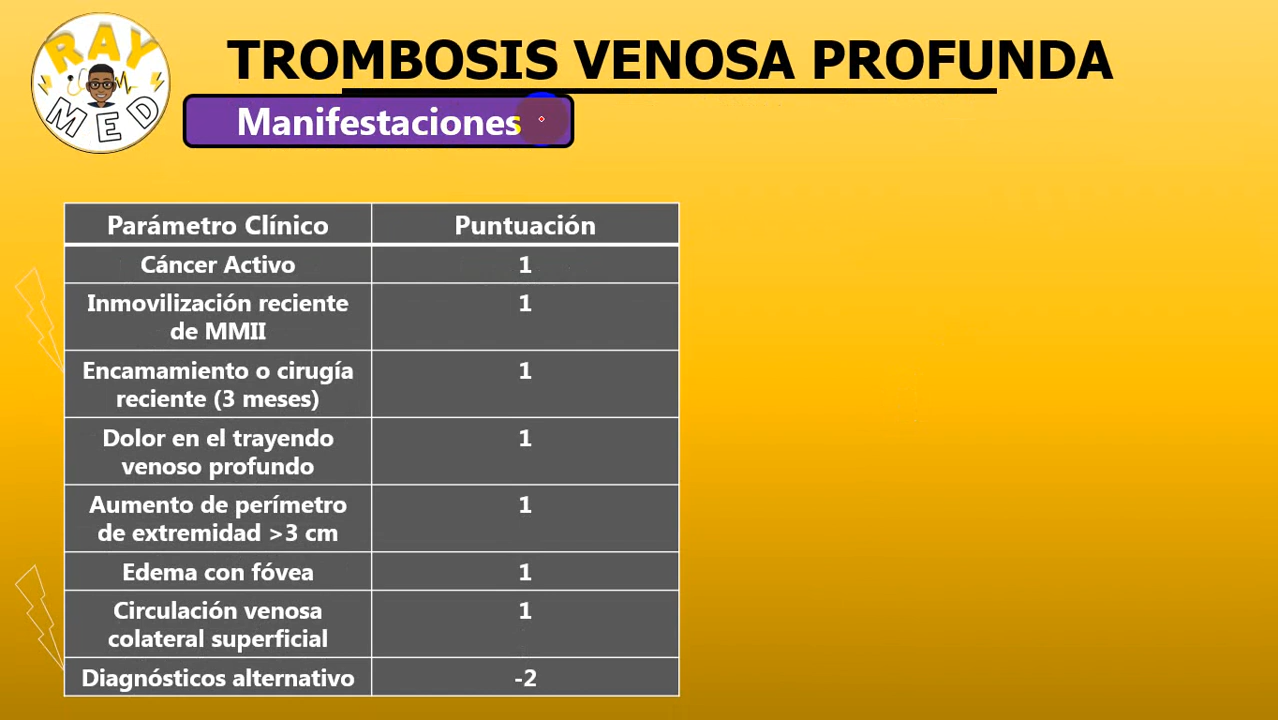 RAY
MED
TROMBOSIS VENOSA PROFUNDA
Manifestaciones
Parámetro Clínico Puntuación
Cáncer Activo 1
Inmovilización reciente 1
de MMII
Encamamiento o cirugía 1
reciente (3 meses)
Dolor en el trayendo 1
venoso profundo
Aumento de perímetro 1
de extremidad >3 cm
Edema con fóvea 1
Circulación venosa 1
colateral superficial
Diagnósticos alternativo -2